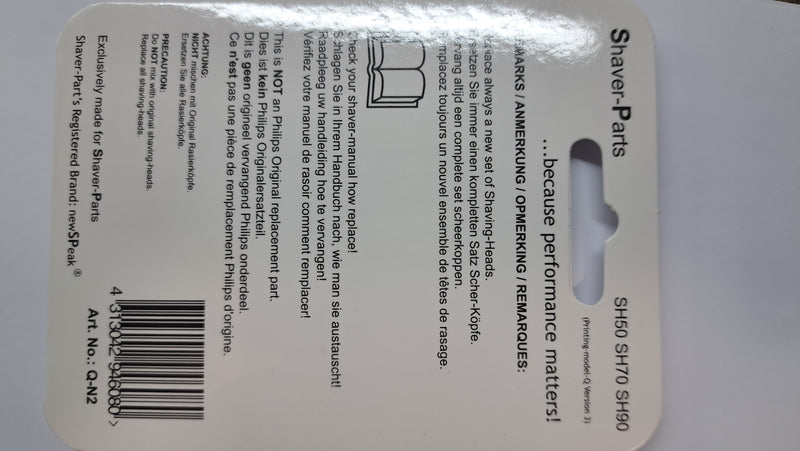 Shaver-Parts
SH50 SH70 SH90
(Printing-model-Q Version 3)
...because performance matters!
/ ANMERKUNG / OPMERKING / REMARQUES:
always a new set of Shaving-Heads.
Sie immer einen kompletten Satz Scher-Köpfe.
altijd een complete set scheerkoppen.
toujours un nouvel ensemble de têtes de rasage.
Check your shaver-manual how replace!
Schlagen Sie in Ihrem Handbuch nach, wie man sie austauscht!
Raadpleeg uw handleiding hoe te vervangen!
Vérifiez votre manuel de rasoir comment remplacer!
This is NOT an Philips Original replacement part.
Dies ist kein Philips Originalersatzteil.
Dit is geen origineel vervangend Philips onderdeel.
Ce n'est pas une pièce de remplacement Philips d'origine.
ACHTUNG:
NICHT mischen mit Original Rasierköpfe.
Ersetzen Sie alle Rasierköpfe.
PRECAUTION:
Do NOT mix with original shaving-heads.
Replace all shaving-heads.
4 313042 946080 >
Exclusively made for Shaver-Parts
Shaver-Part's Registered Brand: newSPeak ®
Art. No.: Q-N2